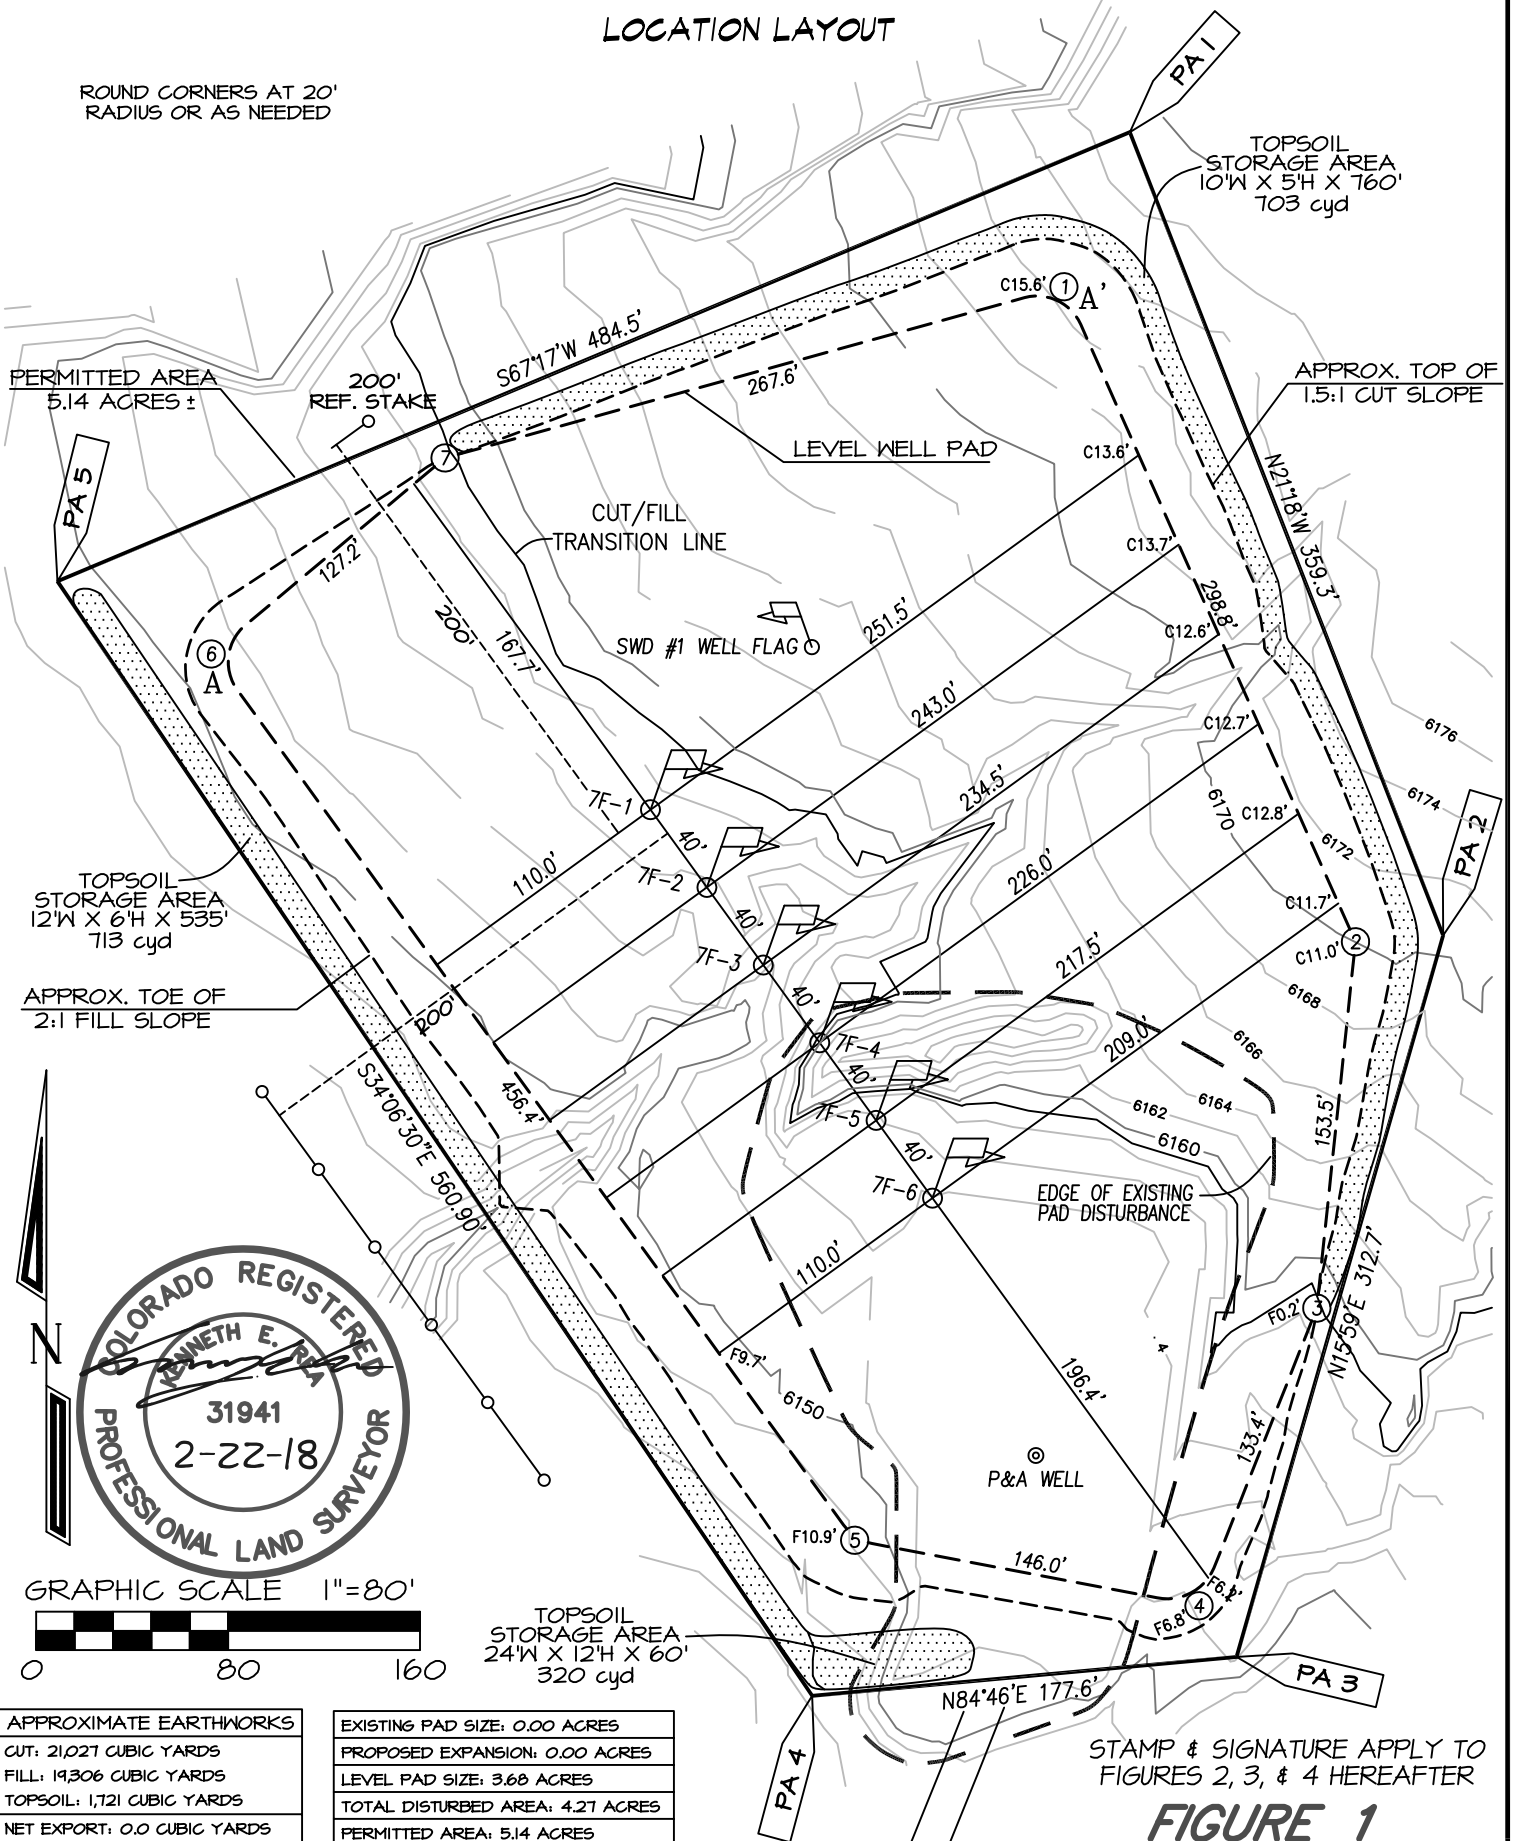 LOCATION LAYOUT
ROUND CORNERS AT 20'
RADIUS OR AS NEEDED
PA 1
TOPSOIL
STORAGE AREA
10'W X 5'H X 760'
703 cyd
C15.6'
1
A'
S67°17'W 484.5'
267.6'
PERMITTED AREA
5.14 ACRES ±
200'
REF. STAKE
APPROX. TOP OF
1.5:1 CUT SLOPE
7
LEVEL WELL PAD
C13.6'
N21°18'W 359.3'
PA 5
CUT/FILL
TRANSITION LINE
C13.7'
127.2'
298.8'
200'
167.7'
SWD #1 WELL FLAG
251.5'
C12.6'
6
A
243.0'
C12.7'
6176
7F-1
234.5'
6170
6174
40'
C12.8'
6172
PA 2
110.0'
7F-2
226.0'
TOPSOIL
STORAGE AREA
12'W X 6'H X 535'
713 cyd
40'
C11.7'
7F-3
217.5'
2
C11.0'
APPROX. TOE OF
2:1 FILL SLOPE
200'
40'
6168
7F-4
209.0'
6166
40'
S34°06'30"E 560.90'
456.4'
7F-5
6162
6164
153.5'
6160
40'
7F-6
EDGE OF EXISTING
PAD DISTURBANCE
110.0'
N15°59'E 312.7'
F0.2'
3
N
COLORADO REGISTERED
KENNETH E. REA
31941
2-22-18
PROFESSIONAL LAND SURVEYOR
F9.7'
196.4'
6150
133.4'
P&A WELL
F10.9'
5
146.0'
F6.8'
4
GRAPHIC SCALE 1"=80'
0 80 160
TOPSOIL
STORAGE AREA
24'W X 12'H X 60'
320 cyd
N84°46'E 177.6'
PA 3
PA 4
APPROXIMATE EARTHWORKS
CUT: 21,027 CUBIC YARDS
FILL: 19,306 CUBIC YARDS
TOPSOIL: 1,721 CUBIC YARDS
NET EXPORT: 0.0 CUBIC YARDS
EXISTING PAD SIZE: 0.00 ACRES
PROPOSED EXPANSION: 0.00 ACRES
LEVEL PAD SIZE: 3.68 ACRES
TOTAL DISTURBED AREA: 4.27 ACRES
PERMITTED AREA: 5.14 ACRES
STAMP & SIGNATURE APPLY TO
FIGURES 2, 3, & 4 HEREAFTER
FIGURE 1